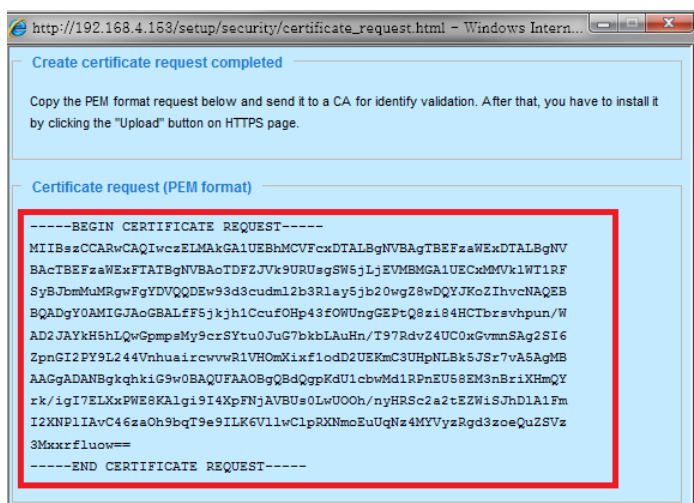 http://192.168.4.153/setup/security/certificate_request.html - Windows Intern...
Create certificate request completed
Copy the PEM format request below and send it to a CA for identify validation. After that, you have to install it
by clicking the "Upload" button on HTTPS page.
Certificate request (PEM format)
-----BEGIN CERTIFICATE REQUEST-----
MIIBszCCARwCAQIwczELMAkGA1UEBhMCVFcxDTALBgNVBAgTBEFzaWExDTALBgNV
BAcTBEFzaWExFTATBgNVBAoTDFZJVk9URUsgSW5jLjEVMBMGA1UECxMMVklWT1RF
SyBJbmMuMRgwFgYDVQQDEw93d3cudml2b3Rlay5jb20wgZ8wDQYJKoZIhvcNAQEB
BQADgY0AMIGJAoGBALfF5jkjh1CcufOHp43fOWUngGEPtQ8zi84HCTbrsvhpun/W
AD2JAYkH5hLQwGpmpsMy9crSYtu0JuG7bkbLAuHn/T97RdvZ4UC0xGvmnSAg2SI6
ZpnGI2PY9L244VnhuaircwvwR1VHOmXixf1odD2UEKmC3UHpNLBk5JSr7vA5AgMB
AAGgADANBgkqhkiG9w0BAQUFAAOBgQBdQgpKdU1cbwMd1RPnEU58EM3nBriXHmQY
rk/igI7ELXxPWE8KAlgi9I4XpFNjAVBUs0LwUOOh/nyHRSc2a2tEZWiSJhDlA1Fm
I2XNPlIAvC46zaOh9bqT9e9ILK6VllwClpRXNmoEuUqNz4MYVyzRgd3zoeQuZSVz
3Mxxrfluow==
-----END CERTIFICATE REQUEST-----